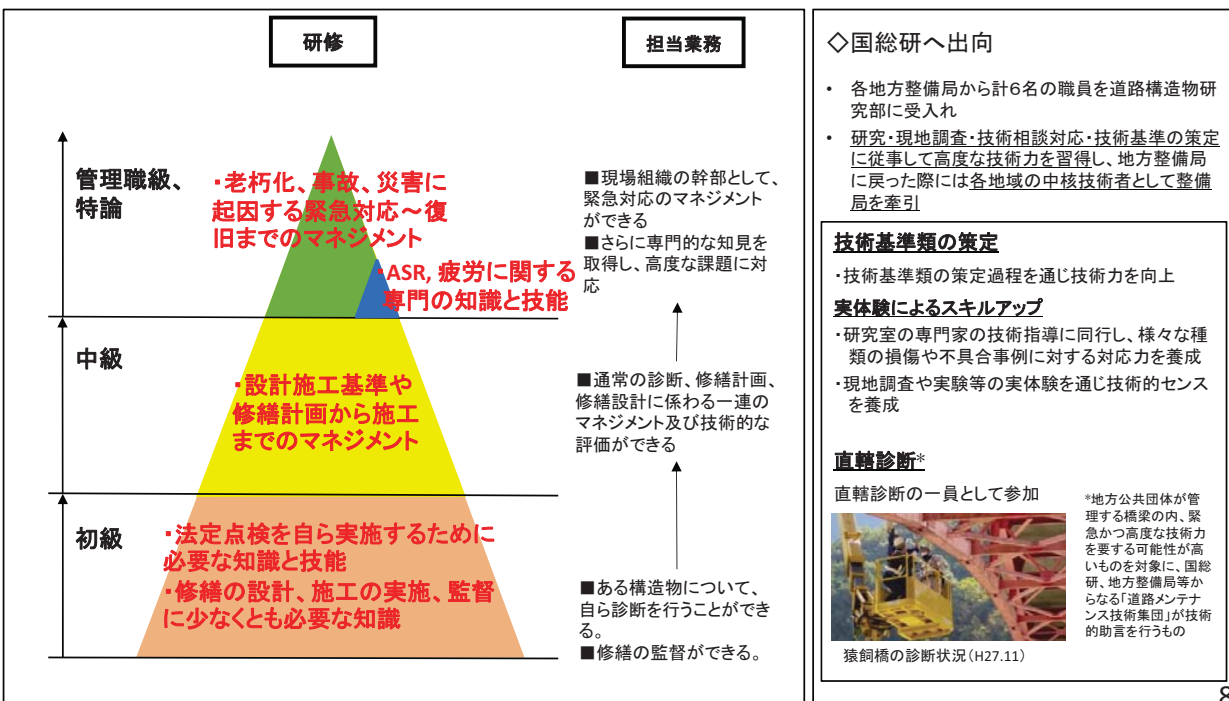 研修
担当業務
管理職級、
特論
・老朽化、事故、災害に
起因する緊急対応～復
旧までのマネジメント
・ASR, 疲労に関する
専門の知識と技能
■現場組織の幹部として、
緊急対応のマネジメント
ができる
■さらに専門的な知見を
取得し、高度な課題に対
応
中級
・設計施工基準や
修繕計画から施工
までのマネジメント
■通常の診断、修繕計画、
修繕設計に係わる一連の
マネジメント及び技術的な
評価ができる
初級
・法定点検を自ら実施するために
必要な知識と技能
・修繕の設計、施工の実施、監督
に少なくとも必要な知識
■ある構造物について、
自ら診断を行うことができ
る。
■修繕の監督ができる。
◇国総研へ出向
• 各地方整備局から計６名の職員を道路構造物研
究部に受入れ
• 研究・現地調査・技術相談対応・技術基準の策定
に従事して高度な技術力を習得し、地方整備局
に戻った際には各地域の中核技術者として整備
局を牽引
技術基準類の策定
・技術基準類の策定過程を通じ技術力を向上
実体験によるスキルアップ
・研究室の専門家の技術指導に同行し、様々な種
類の損傷や不具合事例に対する対応力を養成
・現地調査や実験等の実体験を通じ技術的センス
を養成
直轄診断*
直轄診断の一員として参加
猿飼橋の診断状況（H27.11）
*地方公共団体が管
理する橋梁の内、緊
急かつ高度な技術力
を要する可能性が高
いものを対象に、国総
研、地方整備局等か
らなる「道路メンテナ
ンス技術集団」が技術
的助言を行うもの
8